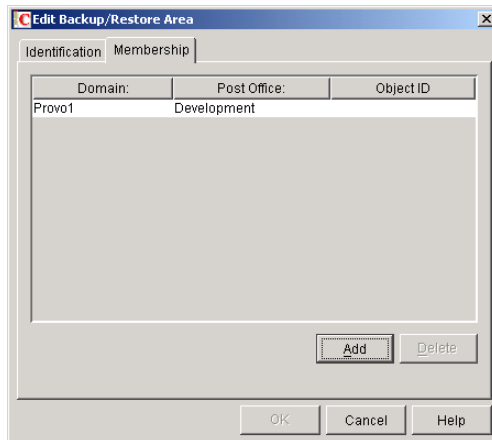 Edit Backup/Restore Area
Identification Membership
Domain: Post Office: Object ID
Provo1 Development
Add Delete
OK Cancel Help